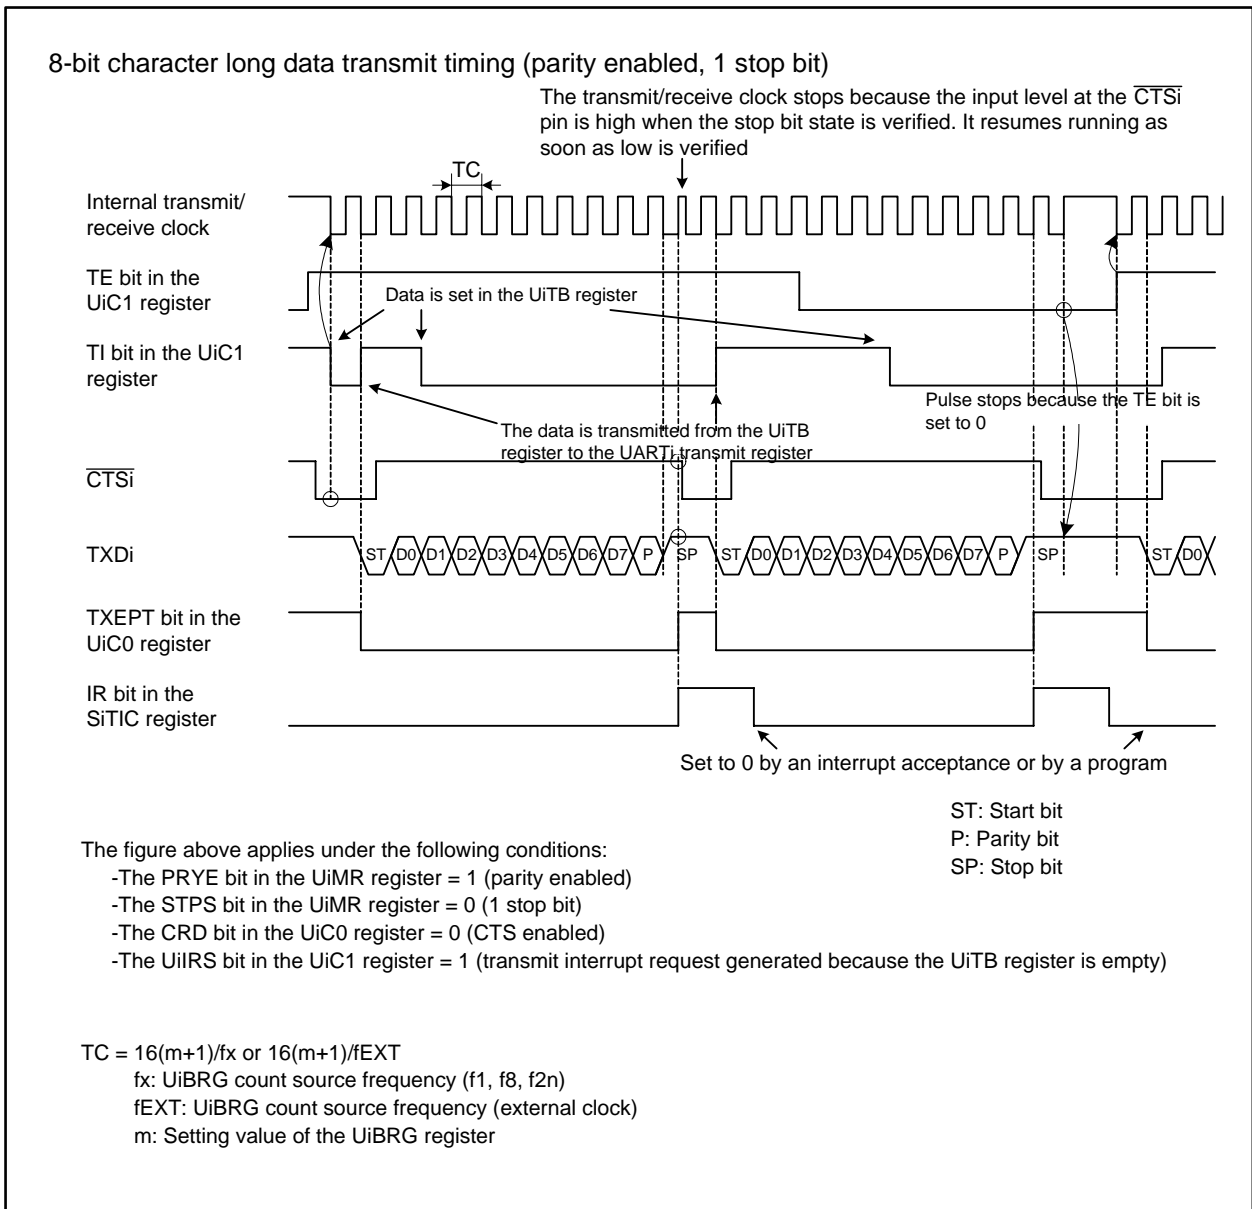 8-bit character long data transmit timing (parity enabled, 1 stop bit)
The transmit/receive clock stops because the input level at the CTSi
pin is high when the stop bit state is verified. It resumes running as
soon as low is verified
TC
Internal transmit/
receive clock
TE bit in the
UiC1 register
Data is set in the UiTB register
TI bit in the UiC1
register
Pulse stops because the TE bit is
set to 0
The data is transmitted from the UiTB
register to the UARTi transmit register
CTSi
TXDi
ST D0 D1 D2 D3 D4 D5 D6 D7 P SP ST D0 D1 D2 D3 D4 D5 D6 D7 P SP ST D0
TXEPT bit in the
UiC0 register
IR bit in the
SiTIC register
Set to 0 by an interrupt acceptance or by a program
ST: Start bit
P: Parity bit
SP: Stop bit
The figure above applies under the following conditions:
-The PRYE bit in the UiMR register = 1 (parity enabled)
-The STPS bit in the UiMR register = 0 (1 stop bit)
-The CRD bit in the UiC0 register = 0 (CTS enabled)
-The UiIRS bit in the UiC1 register = 1 (transmit interrupt request generated because the UiTB register is empty)
TC = 16(m+1)/fx or 16(m+1)/fEXT
fx: UiBRG count source frequency (f1, f8, f2n)
fEXT: UiBRG count source frequency (external clock)
m: Setting value of the UiBRG register